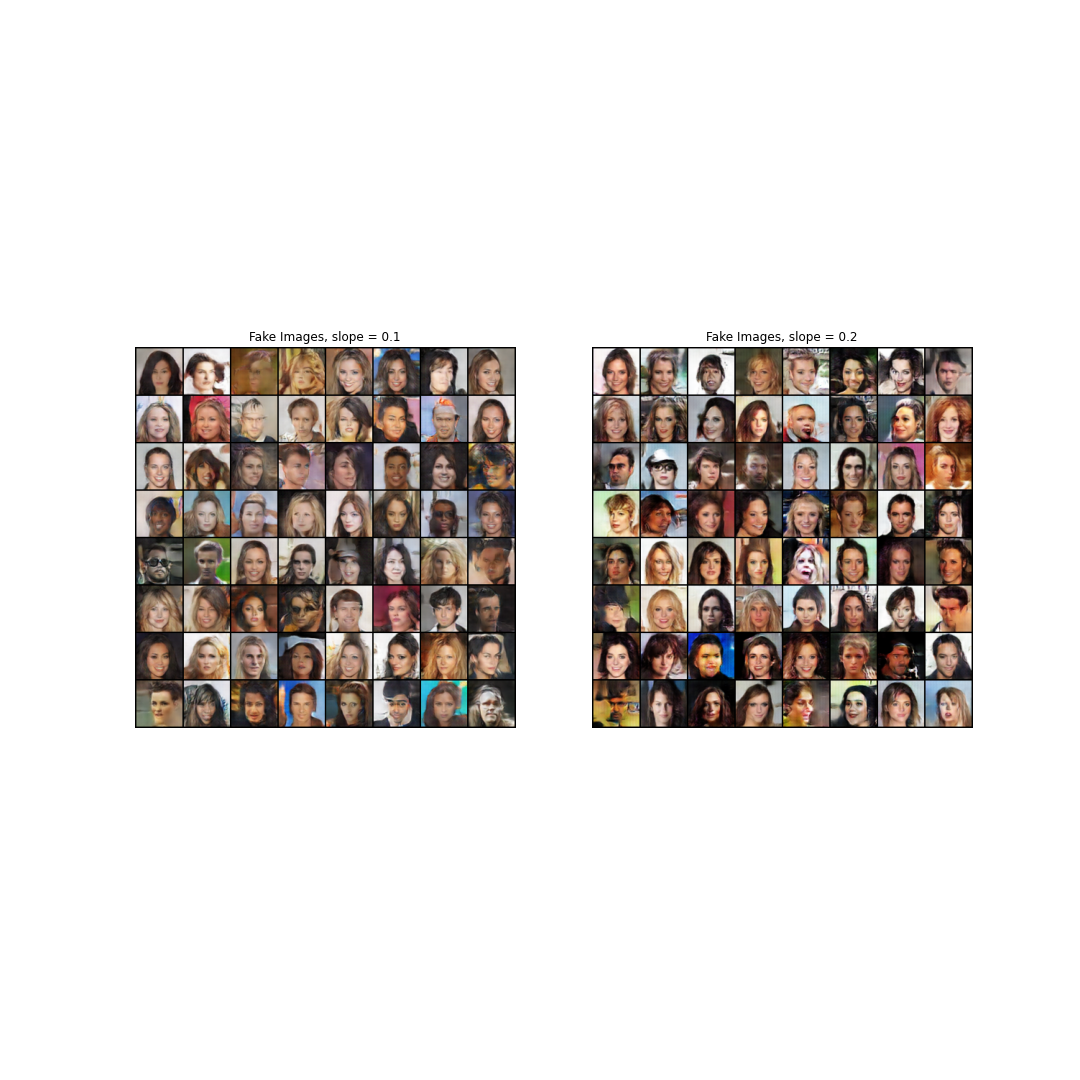 Fake Images, slope = 0.1
Fake Images, slope = 0.2